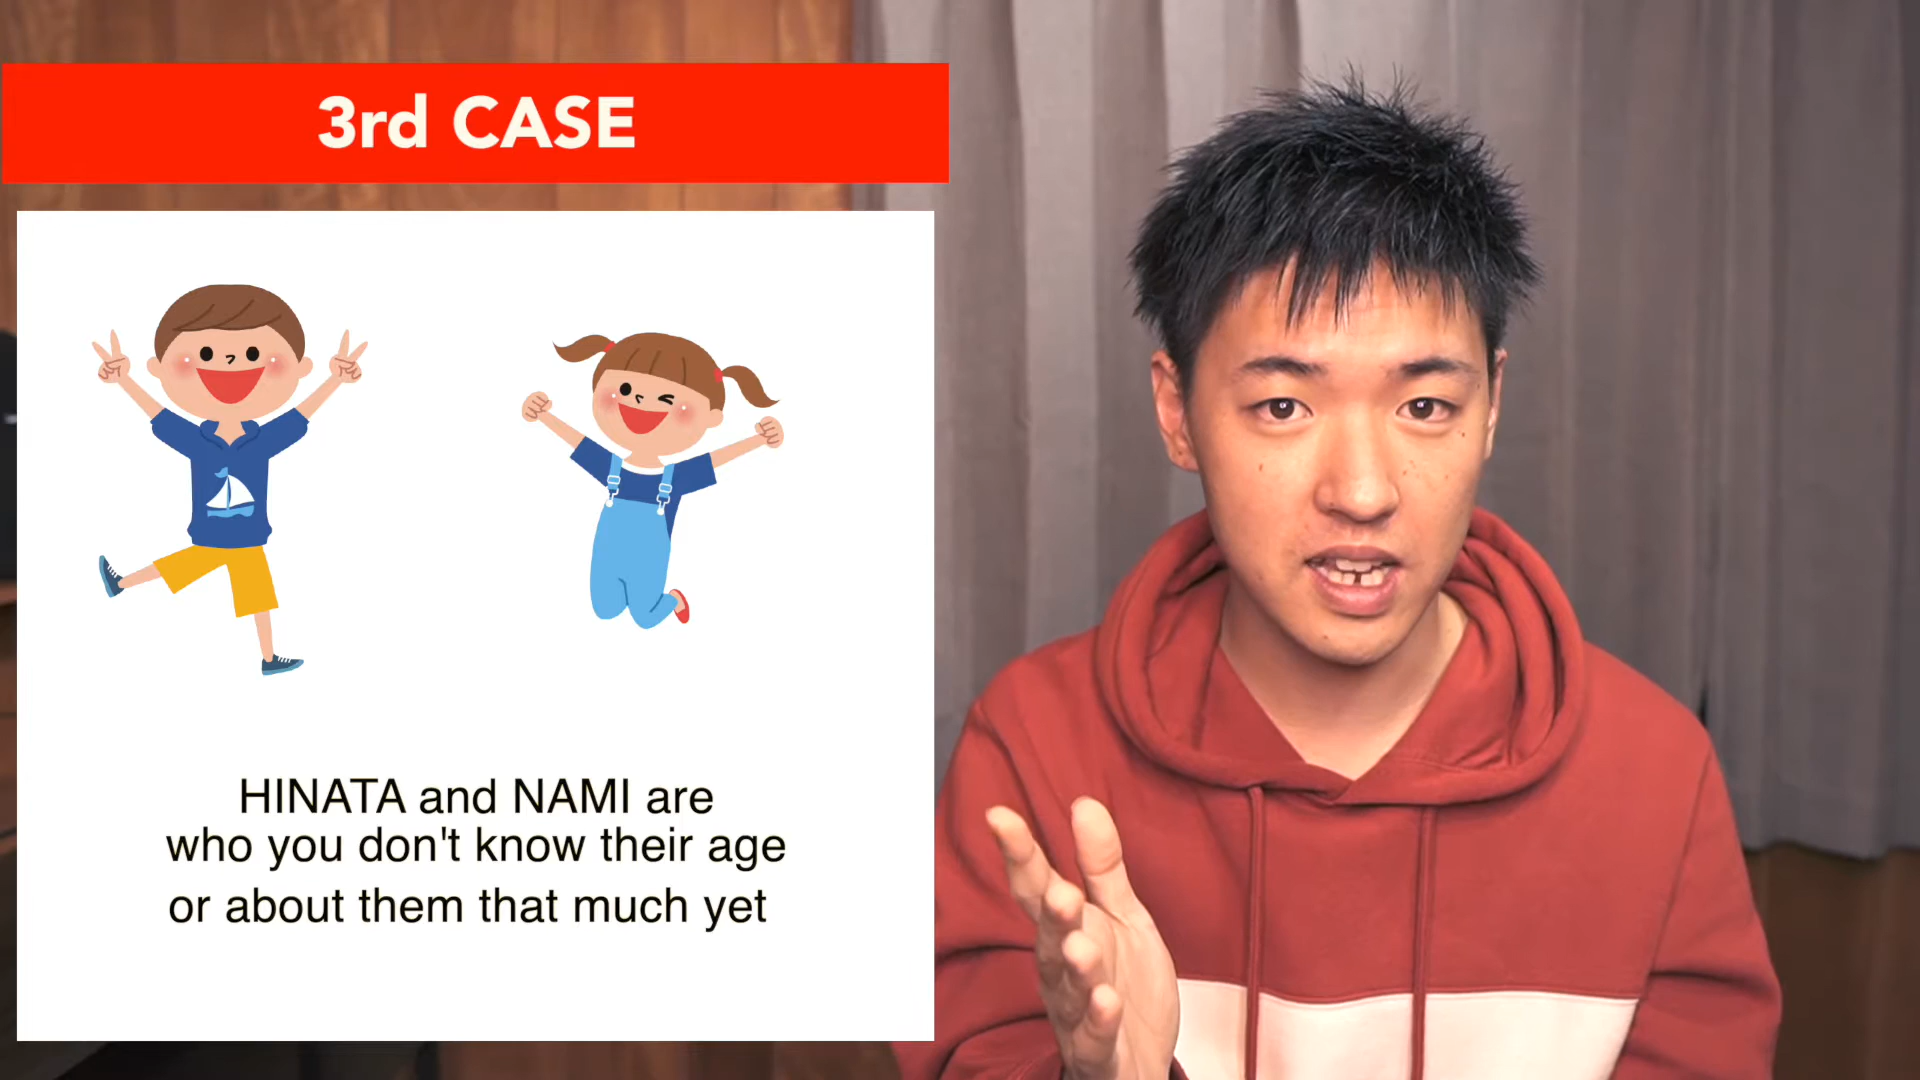 3rd CASE
HINATA and NAMI are
who you don't know their age
or about them that much yet